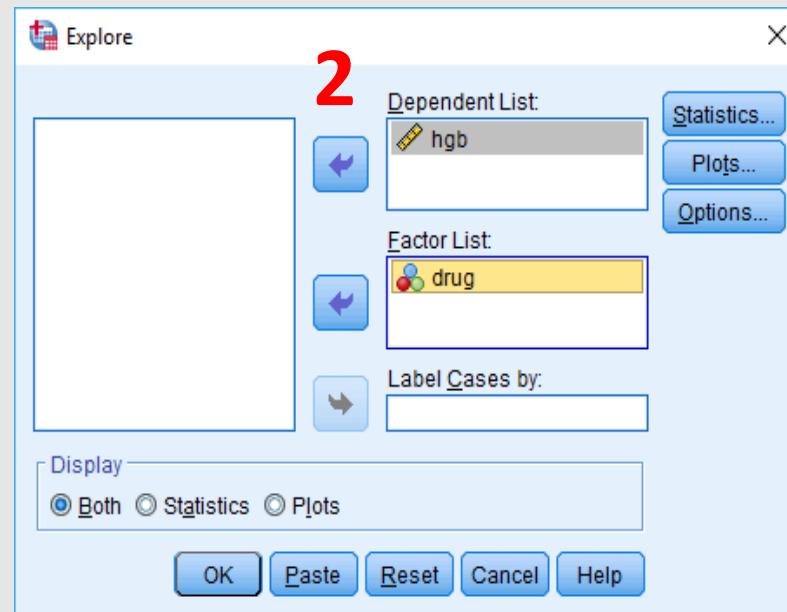 Explore
2
Dependent List:
hgb
Statistics...
Plots...
Options...
Factor List:
drug
Label Cases by:
Display
Both Statistics Plots
OK Paste Reset Cancel Help